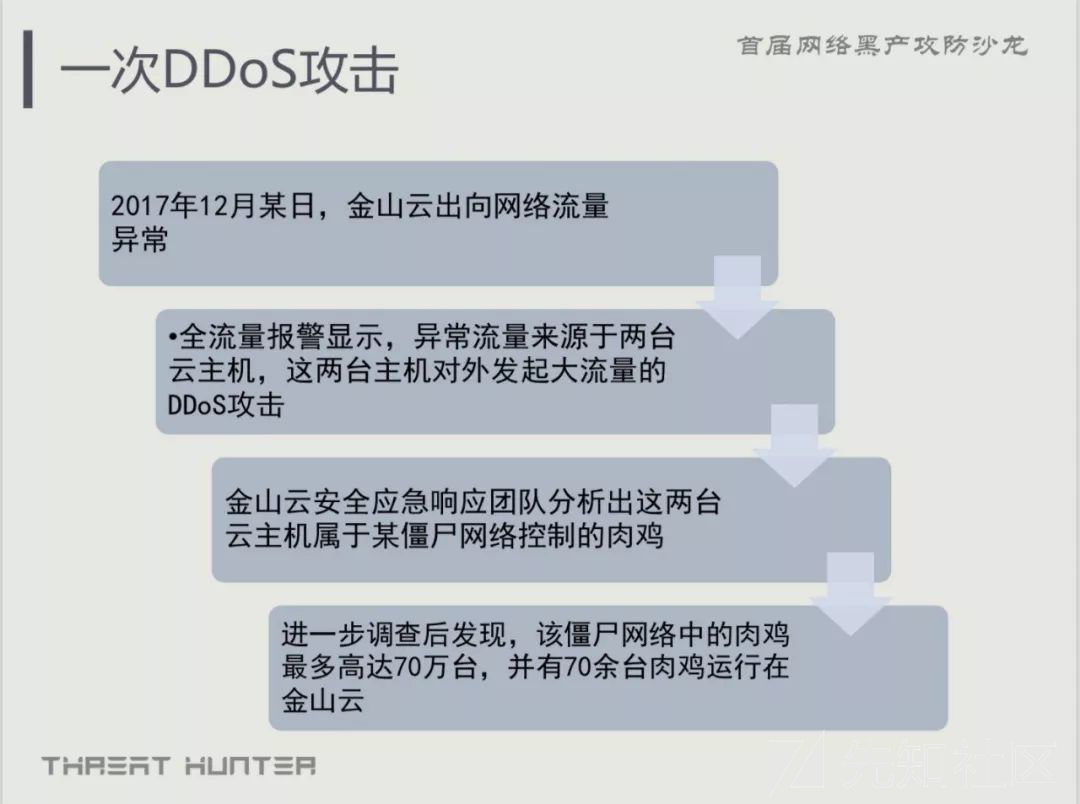 一次DDoS攻击
首届网络黑产攻防沙龙
2017年12月某日，金山云出向网络流量
异常
•全流量报警显示，异常流量来源于两台
云主机，这两台主机对外发起大流量的
DDoS攻击
金山云安全应急响应团队分析出这两台
云主机属于某僵尸网络控制的肉鸡
进一步调查后发现，该僵尸网络中的肉鸡
最多高达70万台，并有70余台肉鸡运行在
金山云
THREAT HUNTER
先知社区